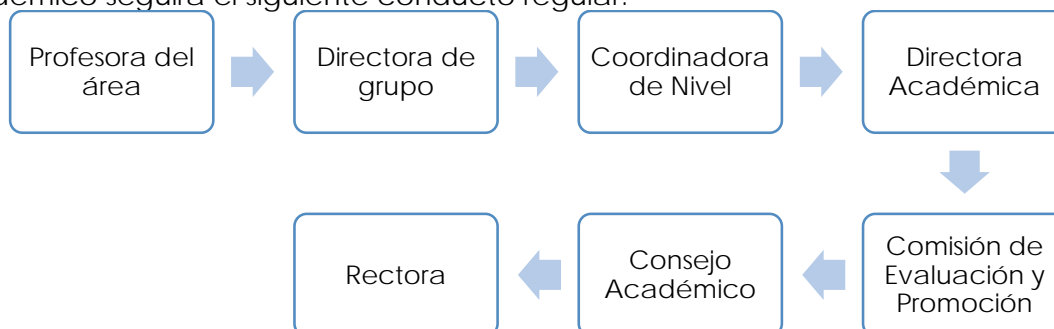 démico seguirá el siguiente conducto regular:
Profesora del
área
Directora de
grupo
Coordinadora
de Nivel
Directora
Académica
Comisión de
Evaluación y
Promoción
Consejo
Académico
Rectora